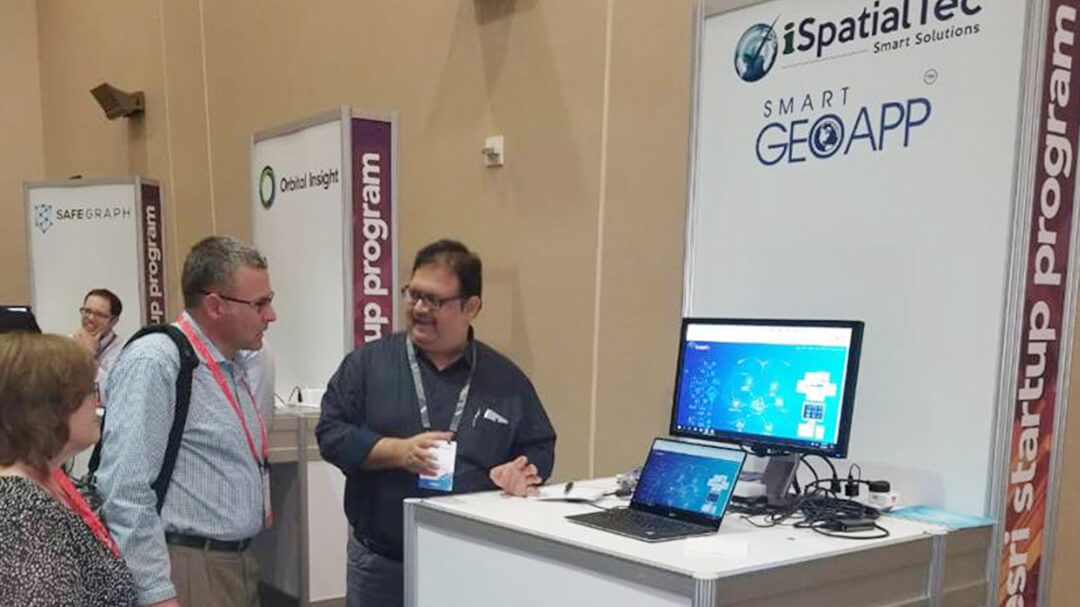 iSpatialTec
Smart Solutions
SMART
GEOAPP
TM
esri startup program
Orbital Insight
up program
SAFEGRAPH
program